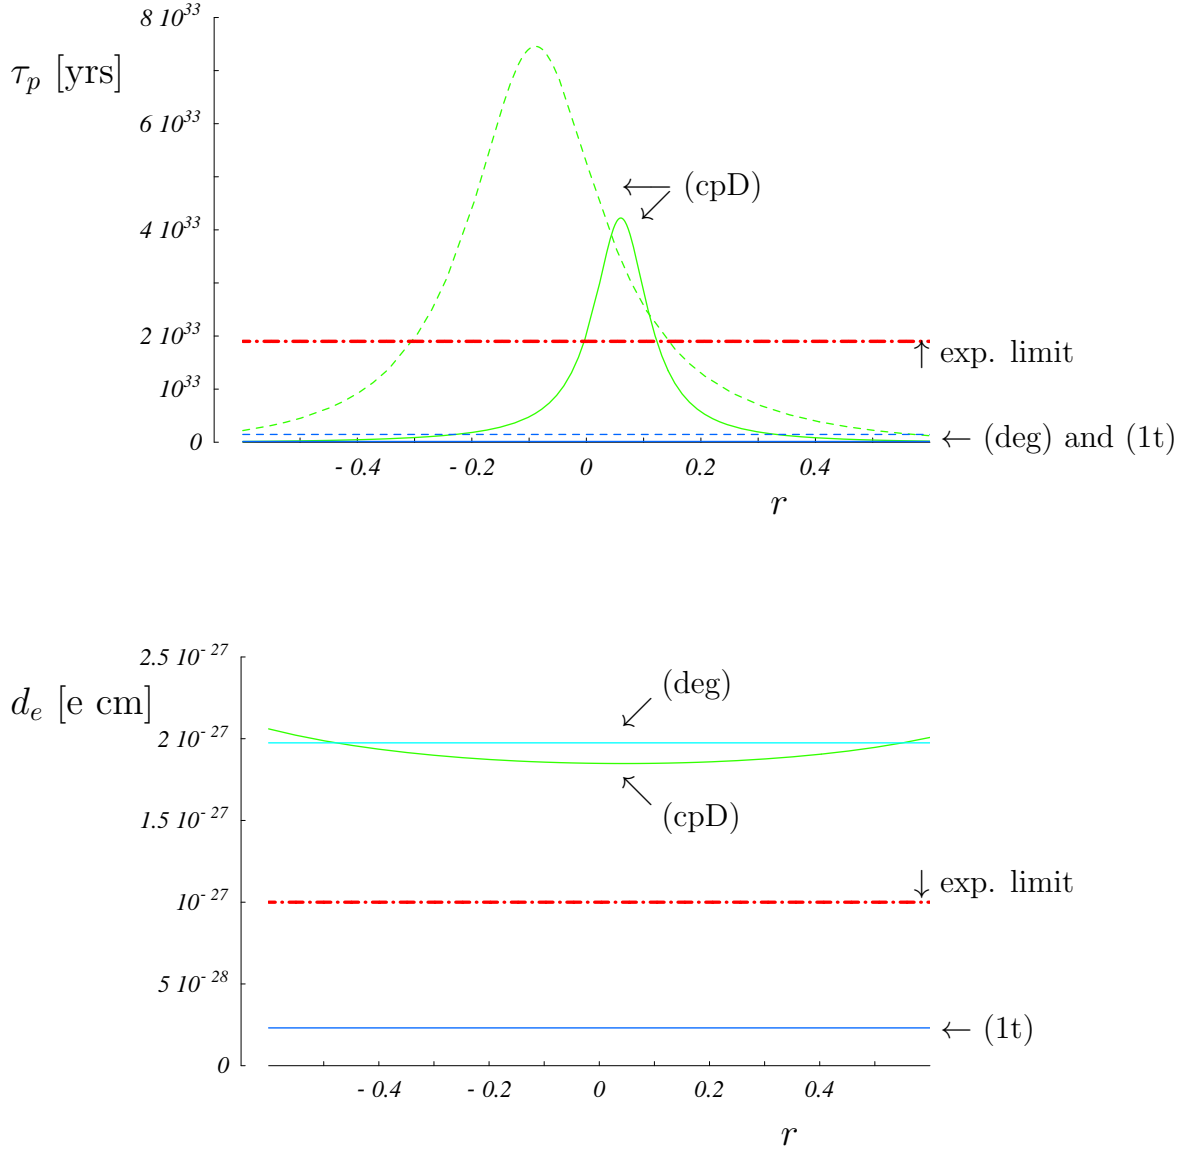 8 10^33
τ_p [yrs]
6 10^33
(cpD)
4 10^33
2 10^33
↑ exp. limit
10^33
0
← (deg) and (1t)
- 0.4 - 0.2 0 0.2 0.4
r
2.5 10^- 27
(deg)
d_e [e cm]
2 10^- 27
(cpD)
1.5 10^- 27
↓ exp. limit
10^- 27
5 10^- 28
← (1t)
0
- 0.4 - 0.2 0 0.2 0.4
r